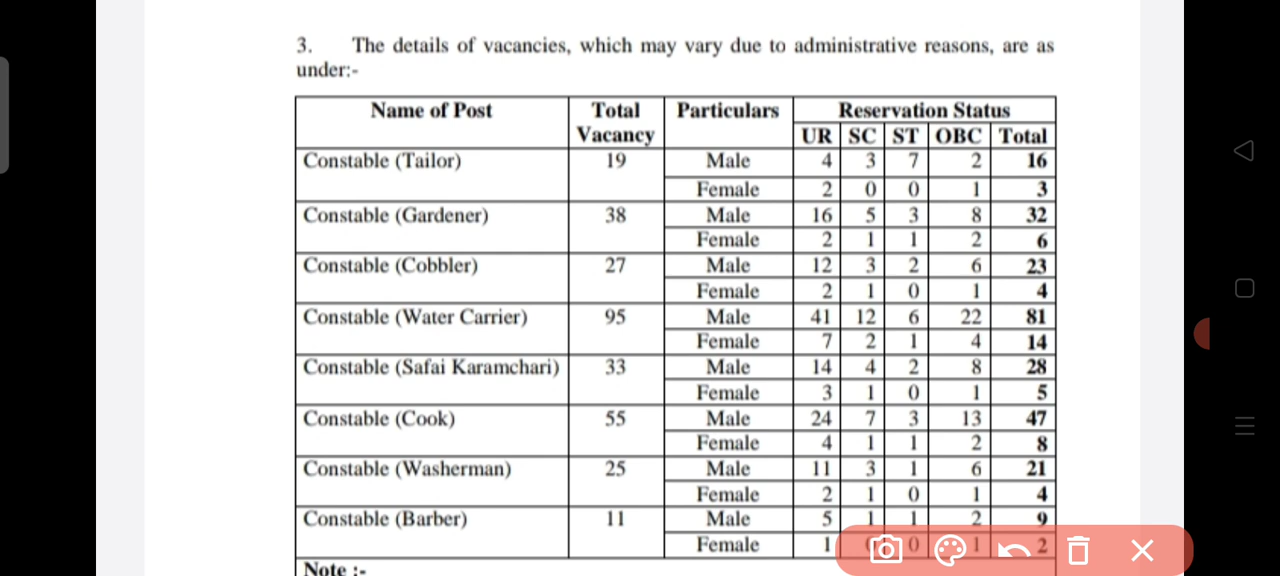 3. The details of vacancies, which may vary due to administrative reasons, are as
under:-
Name of Post Total Vacancy Particulars Reservation Status
UR SC ST OBC Total
Constable (Tailor) 19 Male 4 3 7 2 16
Female 2 0 0 1 3
Constable (Gardener) 38 Male 16 5 3 8 32
Female 2 1 1 2 6
Constable (Cobbler) 27 Male 12 3 2 6 23
Female 2 1 0 1 4
Constable (Water Carrier) 95 Male 41 12 6 22 81
Female 7 2 1 4 14
Constable (Safai Karamchari) 33 Male 14 4 2 8 28
Female 3 1 0 1 5
Constable (Cook) 55 Male 24 7 3 13 47
Female 4 1 1 2 8
Constable (Washerman) 25 Male 11 3 1 6 21
Female 2 1 0 1 4
Constable (Barber) 11 Male 5 1 1 2 9
Female 1 0 1 2
Note :-